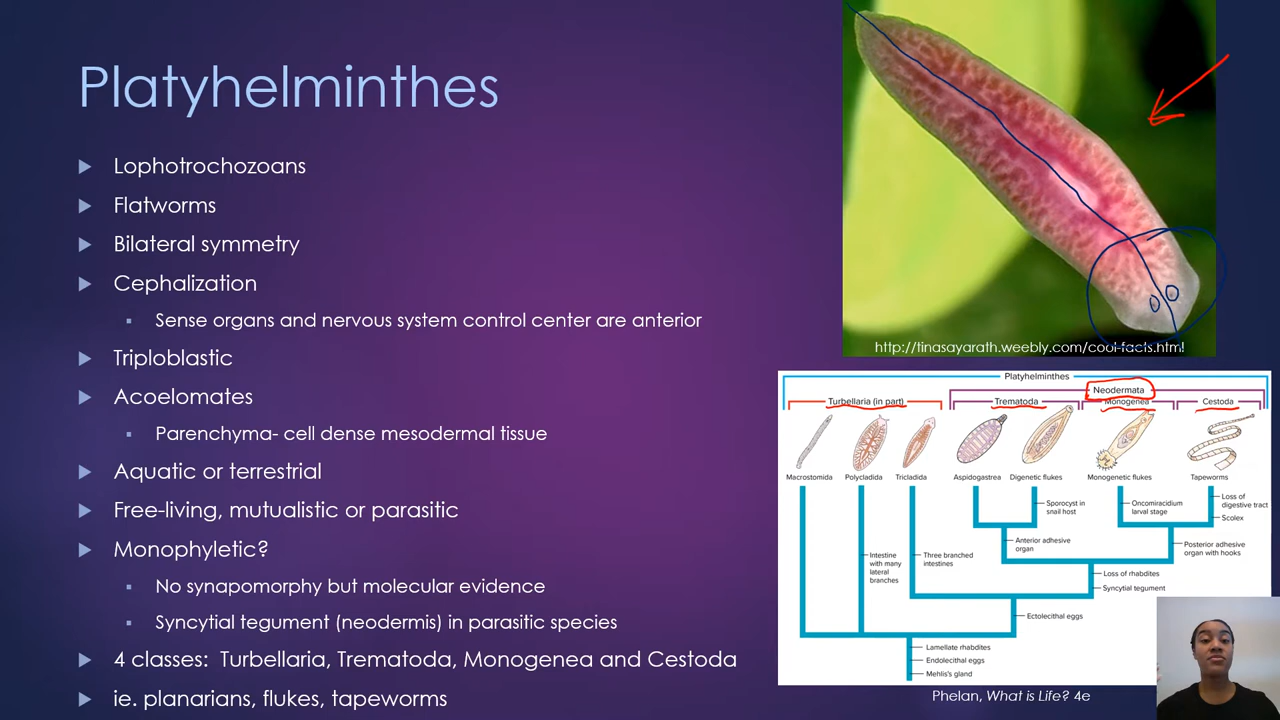 Platyhelminthes
Lophotrochozoans
Flatworms
Bilateral symmetry
Cephalization
Sense organs and nervous system control center are anterior
Triploblastic
Acoelomates
Parenchyma- cell dense mesodermal tissue
Aquatic or terrestrial
Free-living, mutualistic or parasitic
Monophyletic?
No synapomorphy but molecular evidence
Syncytial tegument (neodermis) in parasitic species
4 classes: Turbellaria, Trematoda, Monogenea and Cestoda
ie. planarians, flukes, tapeworms
http://tinasayarath.weebly.com/cool-facts.html
Platyhelminthes
Neodermata
Turbellaria (in part)
Trematoda
Monogenea
Cestoda
Macrostomida
Polycladida
Tricladida
Aspidogastrea
Digenetic flukes
Monogenetic flukes
Tapeworms
Sporocyst in
snail host
Oncomiracidium
larval stage
Loss of
digestive tract
Scolex
Intestine
with many
lateral
branches
Three branched
intestines
Anterior adhesive
organ
Posterior adhesive
organ with hooks
Loss of rhabdites
Syncytial tegument
Ectolecithal eggs
Lamellate rhabdites
Endolecithal eggs
Mehlis's gland
Phelan, What is Life? 4e